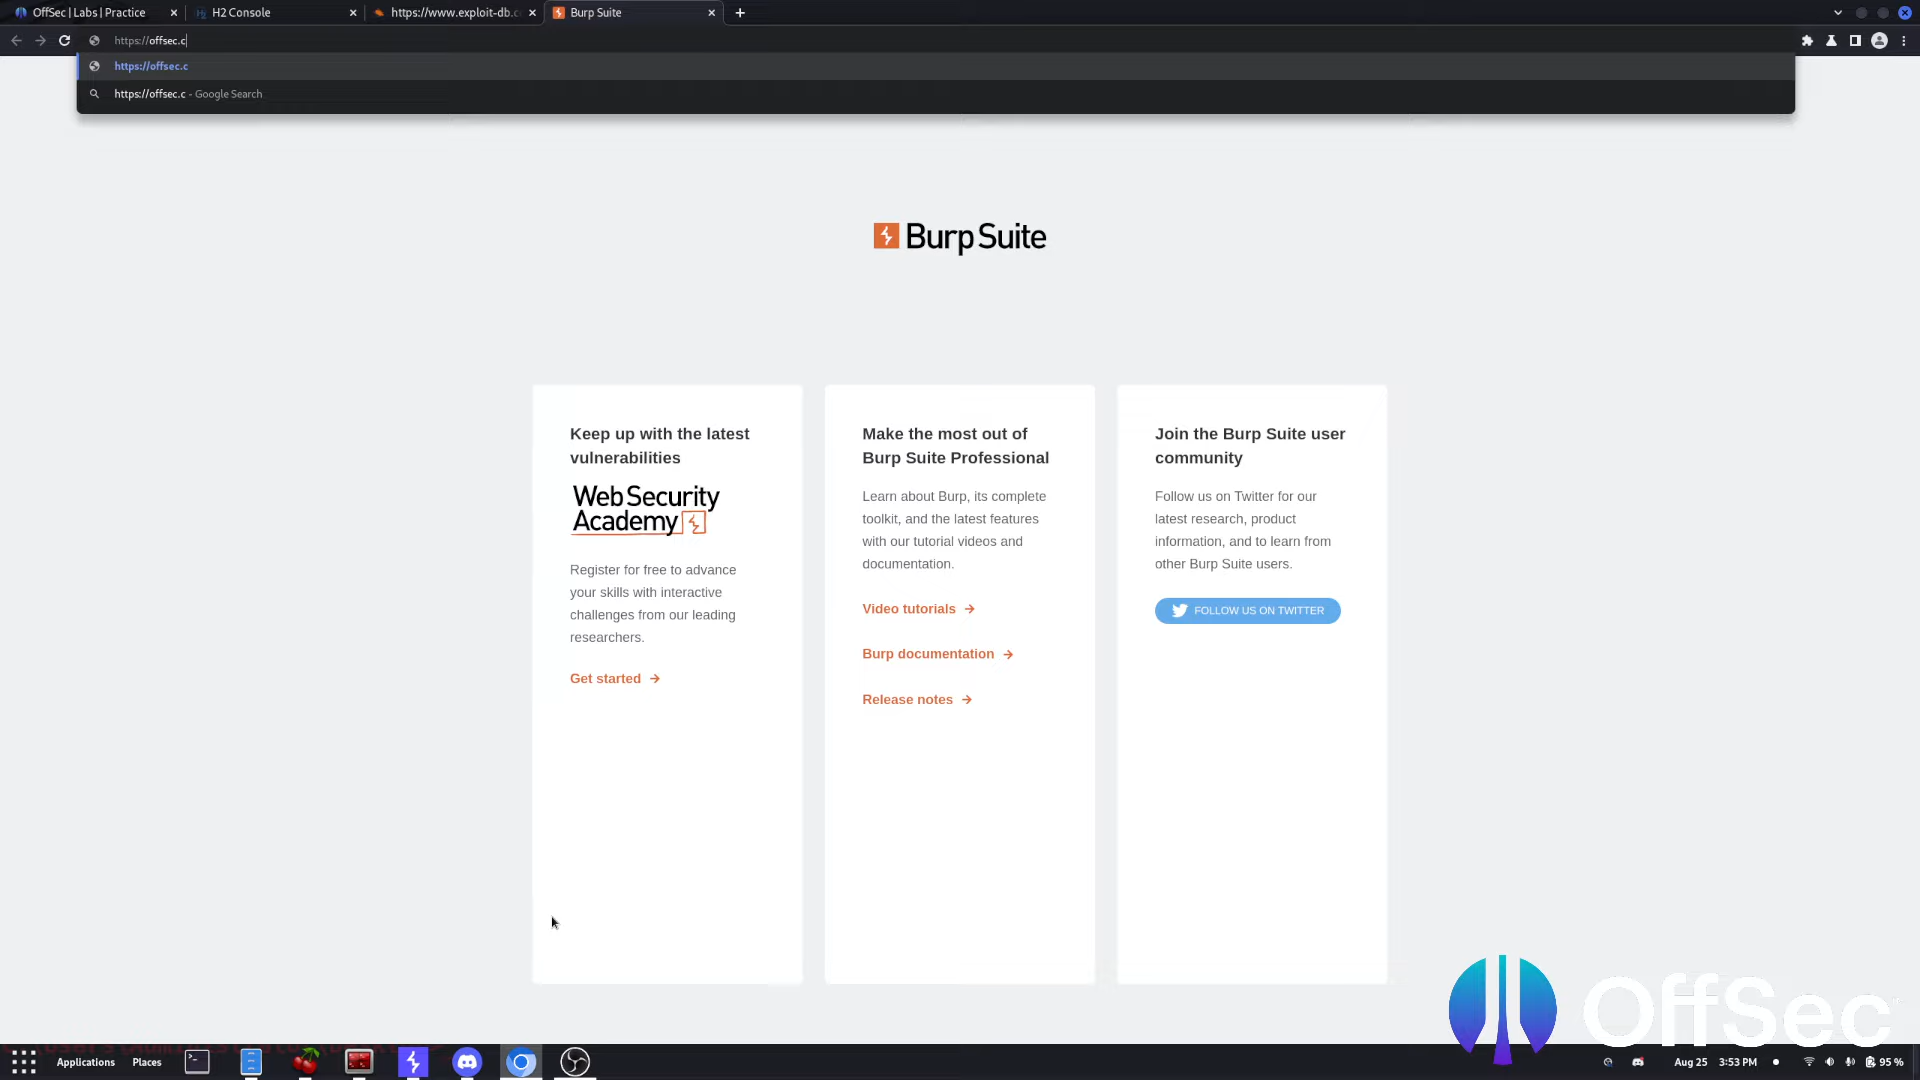 OffSec | Labs | Practice
H2 Console
https://www.exploit-db.c
Burp Suite
https://offsec.c
https://offsec.c
https://offsec.c - Google Search
Burp Suite
Keep up with the latest
vulnerabilities
Web Security
Academy
Register for free to advance
your skills with interactive
challenges from our leading
researchers.
Get started
Make the most out of
Burp Suite Professional
Learn about Burp, its complete
toolkit, and the latest features
with our tutorial videos and
documentation.
Video tutorials
Burp documentation
Release notes
Join the Burp Suite user
community
Follow us on Twitter for our
latest research, product
information, and to learn from
other Burp Suite users.
FOLLOW US ON TWITTER
OffSec
Applications
Places
Aug 25 3:53 PM
95 %